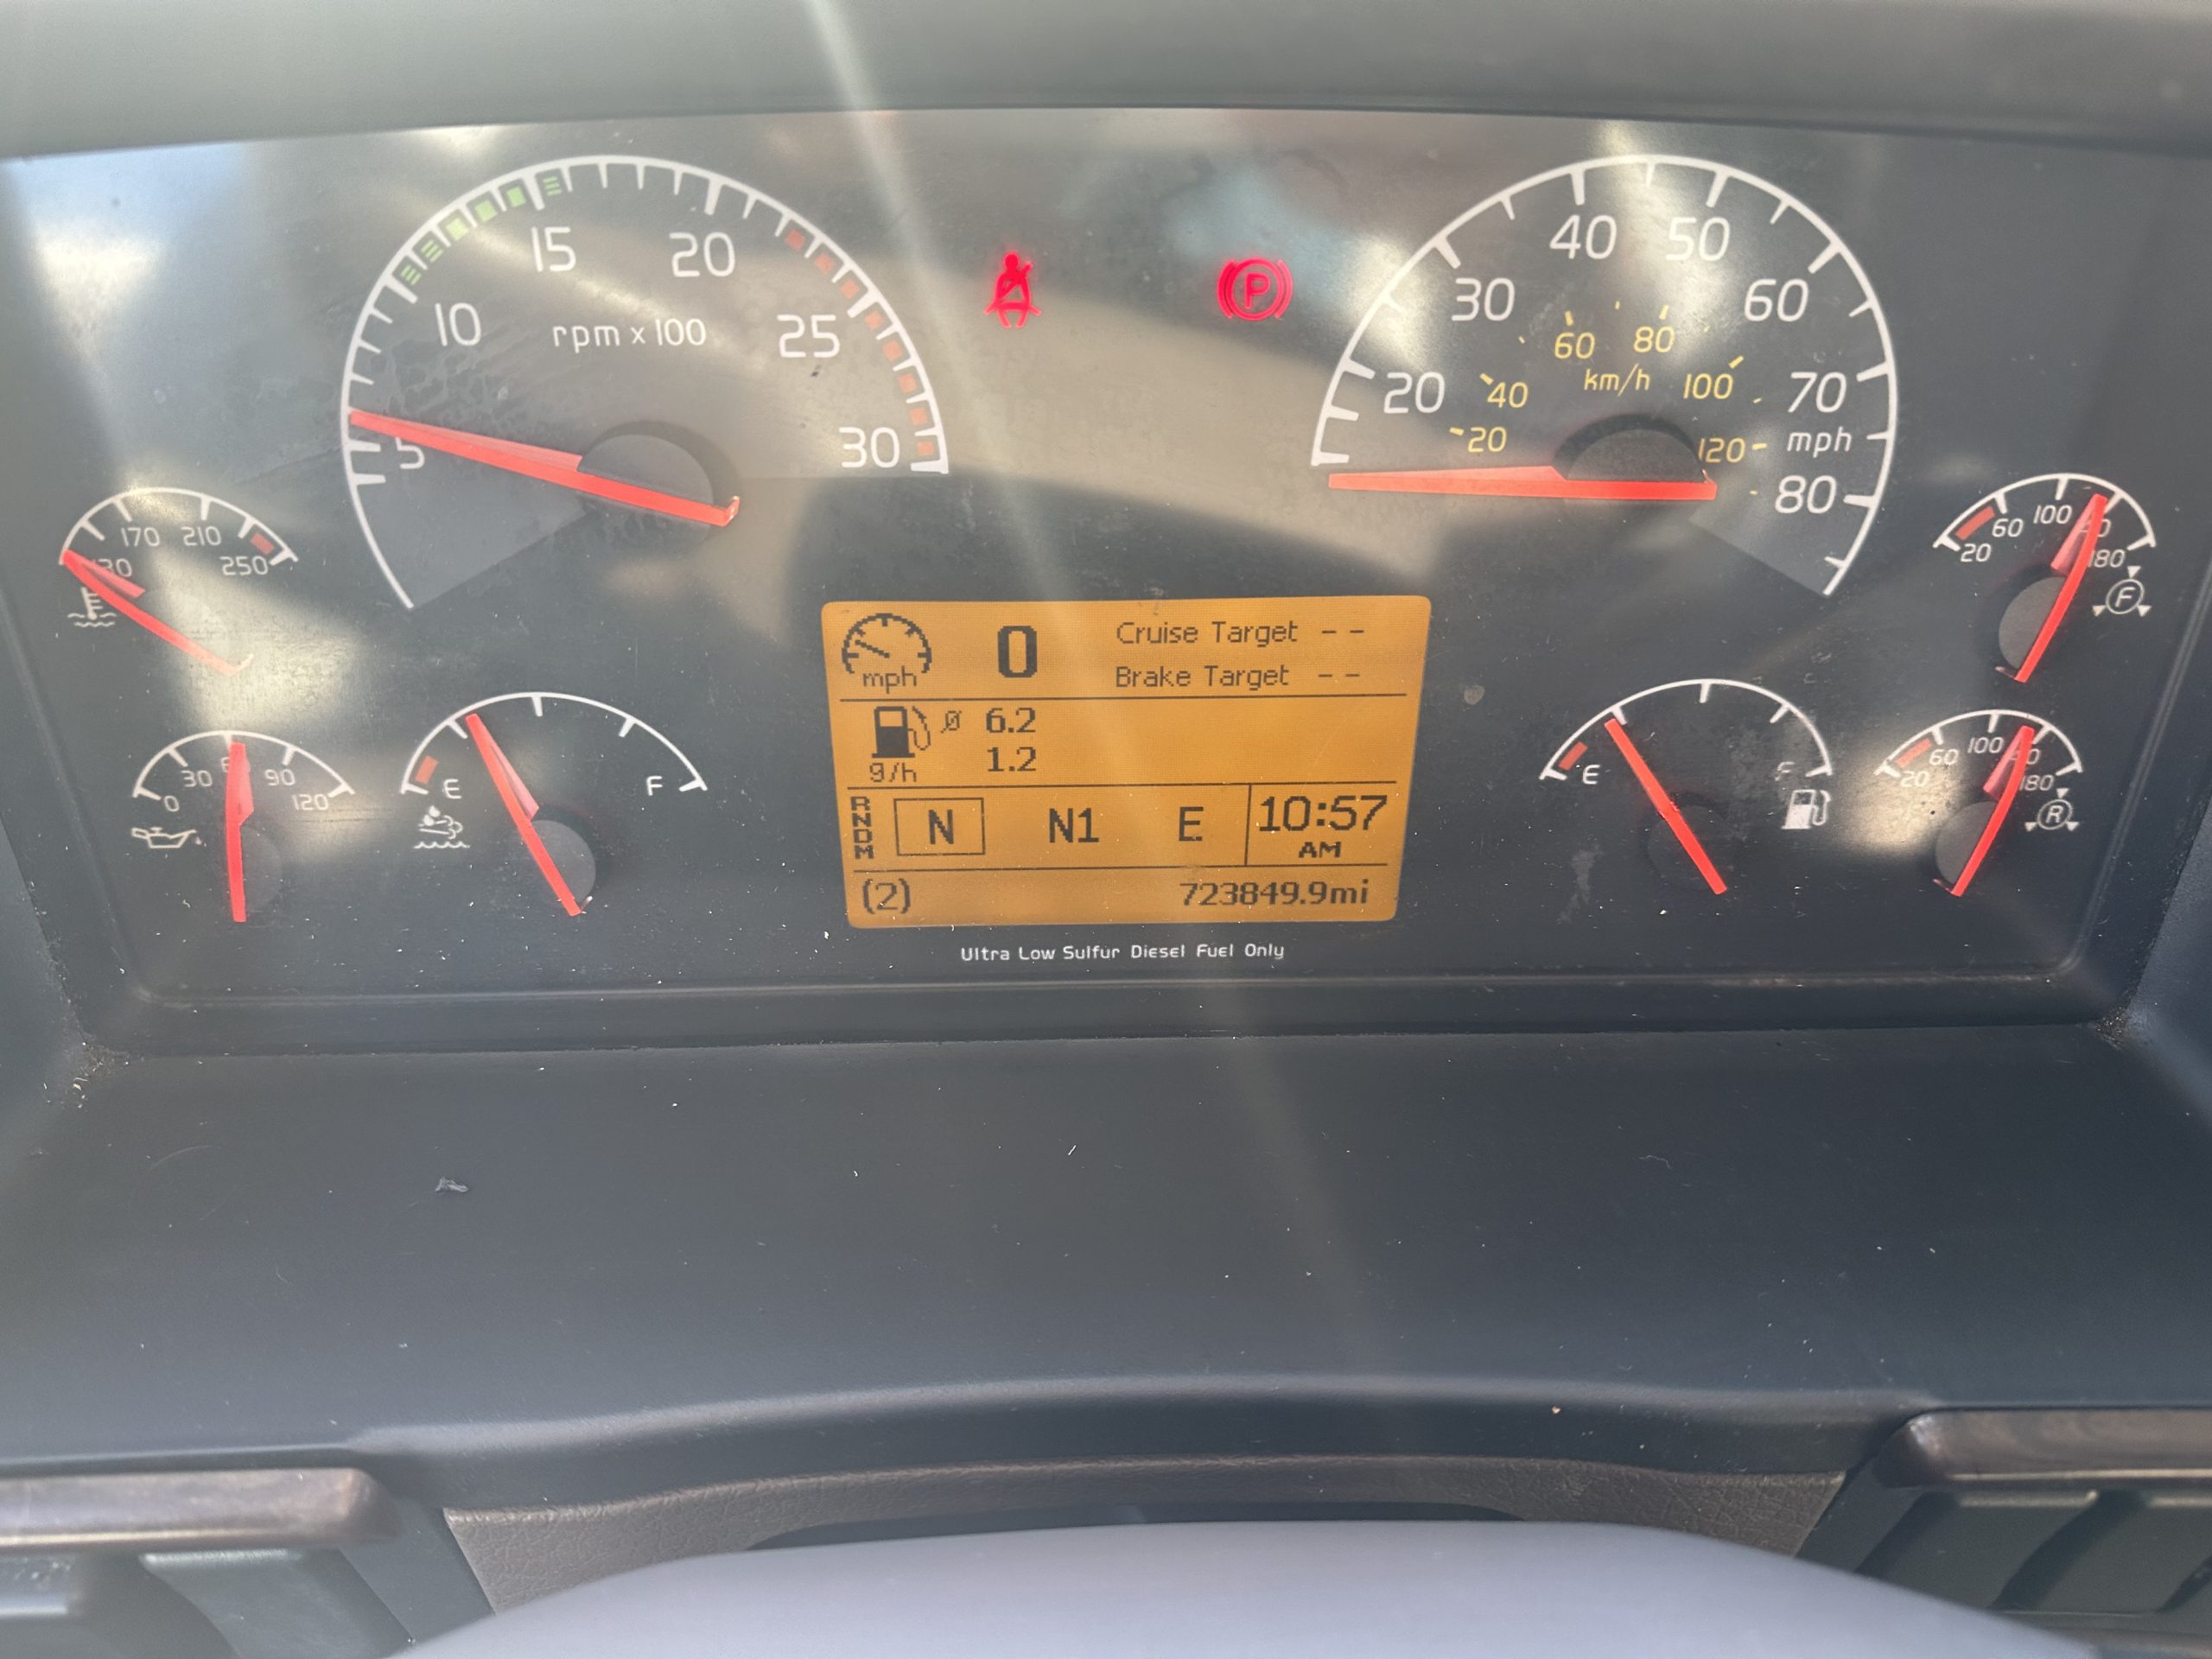 15 20
10 rpm x 100 25
5 30
40 50
30 60
20 70
mph
80
60 80
40 km/h 100
20 120
170 210
250
100
60
20 180
F
P
mph 0 Cruise Target - -
Brake Target - -
ø 6.2
g/h 1.2
RNDM N N1 E 10:57
AM
(2) 723849.9mi
30 90
0 120
E F
E F
100
60
20 180
R
Ultra Low Sulfur Diesel Fuel Only